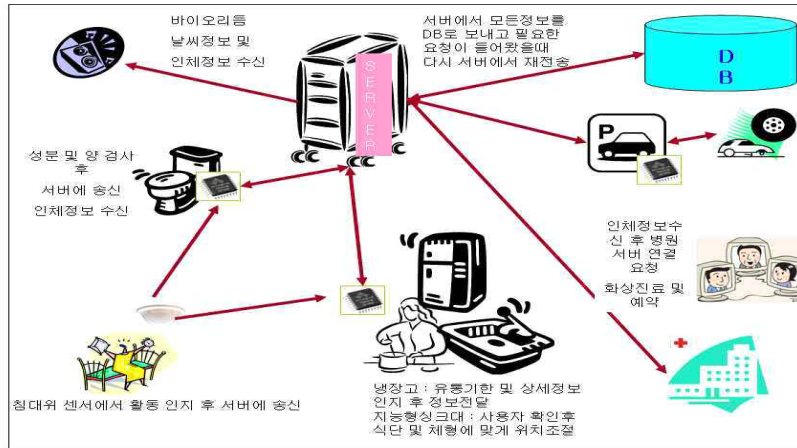 바이오리듬
날씨정보 및
인체정보 수신
서버에서 모든정보를
DB로 보내고 필요한
요청이 들어왔을때
다시 서버에서 재전송
SERVER
DB
P
성분 및 양 검사
후
서버에 송신
인체정보 수신
인체정보수
신 후 병원
서버 연결
요청
화상진료 및
예약
침대위 센서에서 활동 인지 후 서버에 송신
냉장고 : 유통기한 및 상세정보
인지 후 정보전달
지능형싱크대 : 사용자 확인후
식단 및 체형에 맞게 위치조절